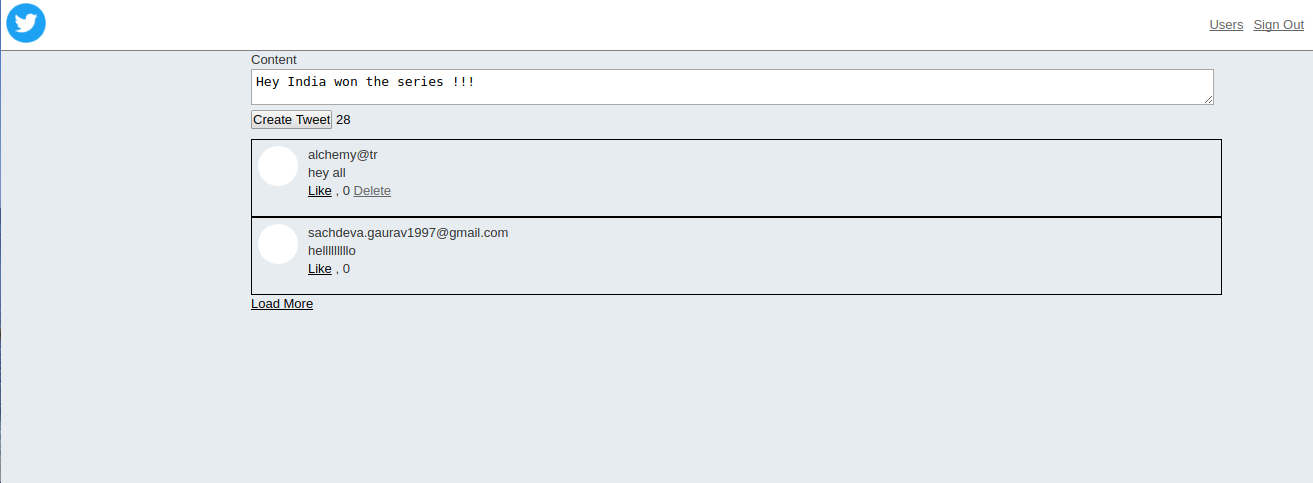 Users Sign Out
Content
Hey India won the series !!!
Create Tweet 28
alchemy@tr
hey all
Like , 0 Delete
sachdeva.gaurav1997@gmail.com
helllllllllo
Like , 0
Load More